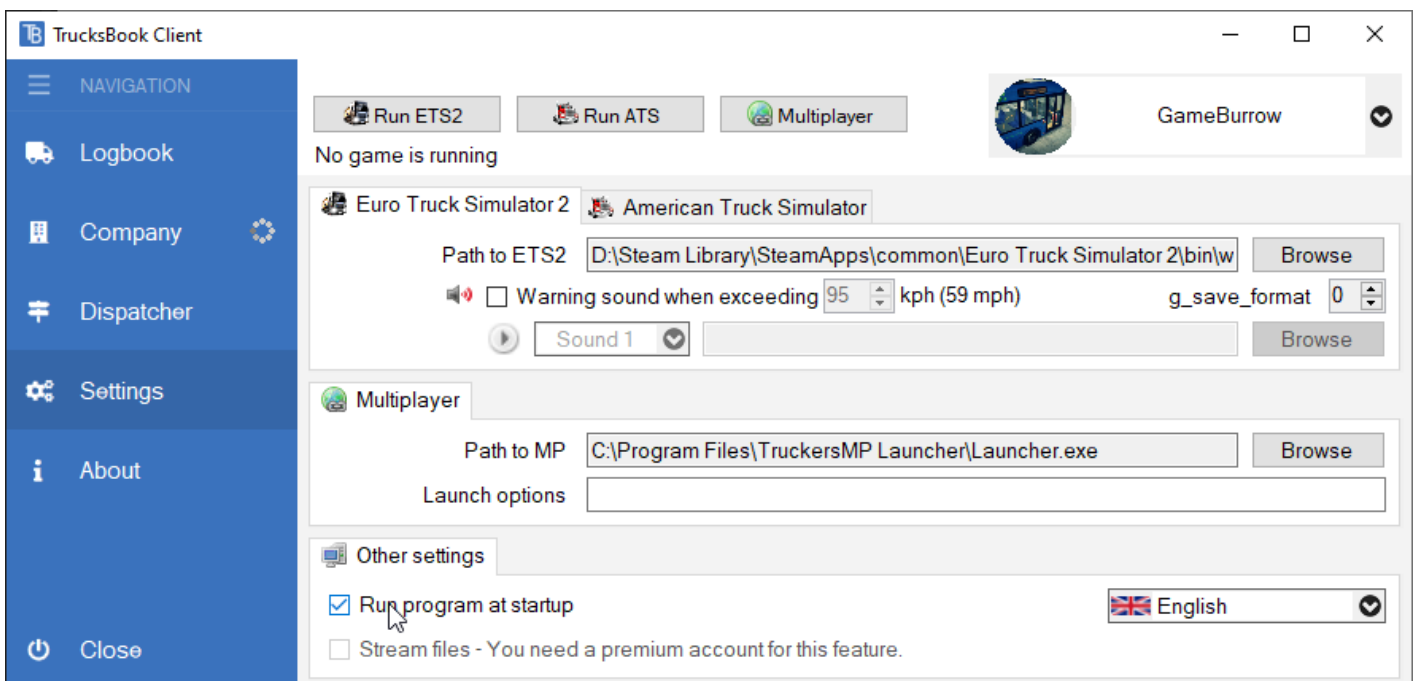 TB TrucksBook Client
NAVIGATION
Logbook
Company
Dispatcher
Settings
About
Close
Run ETS2 Run ATS Multiplayer GameBurrow
No game is running
Euro Truck Simulator 2 American Truck Simulator
Path to ETS2 D:\Steam Library\SteamApps\common\Euro Truck Simulator 2\bin\w Browse
Warning sound when exceeding 95 kph (59 mph) g_save_format 0
Sound 1 Browse
Multiplayer
Path to MP C:\Program Files\TruckersMP Launcher\Launcher.exe Browse
Launch options
Other settings
Run program at startup English
Stream files - You need a premium account for this feature.